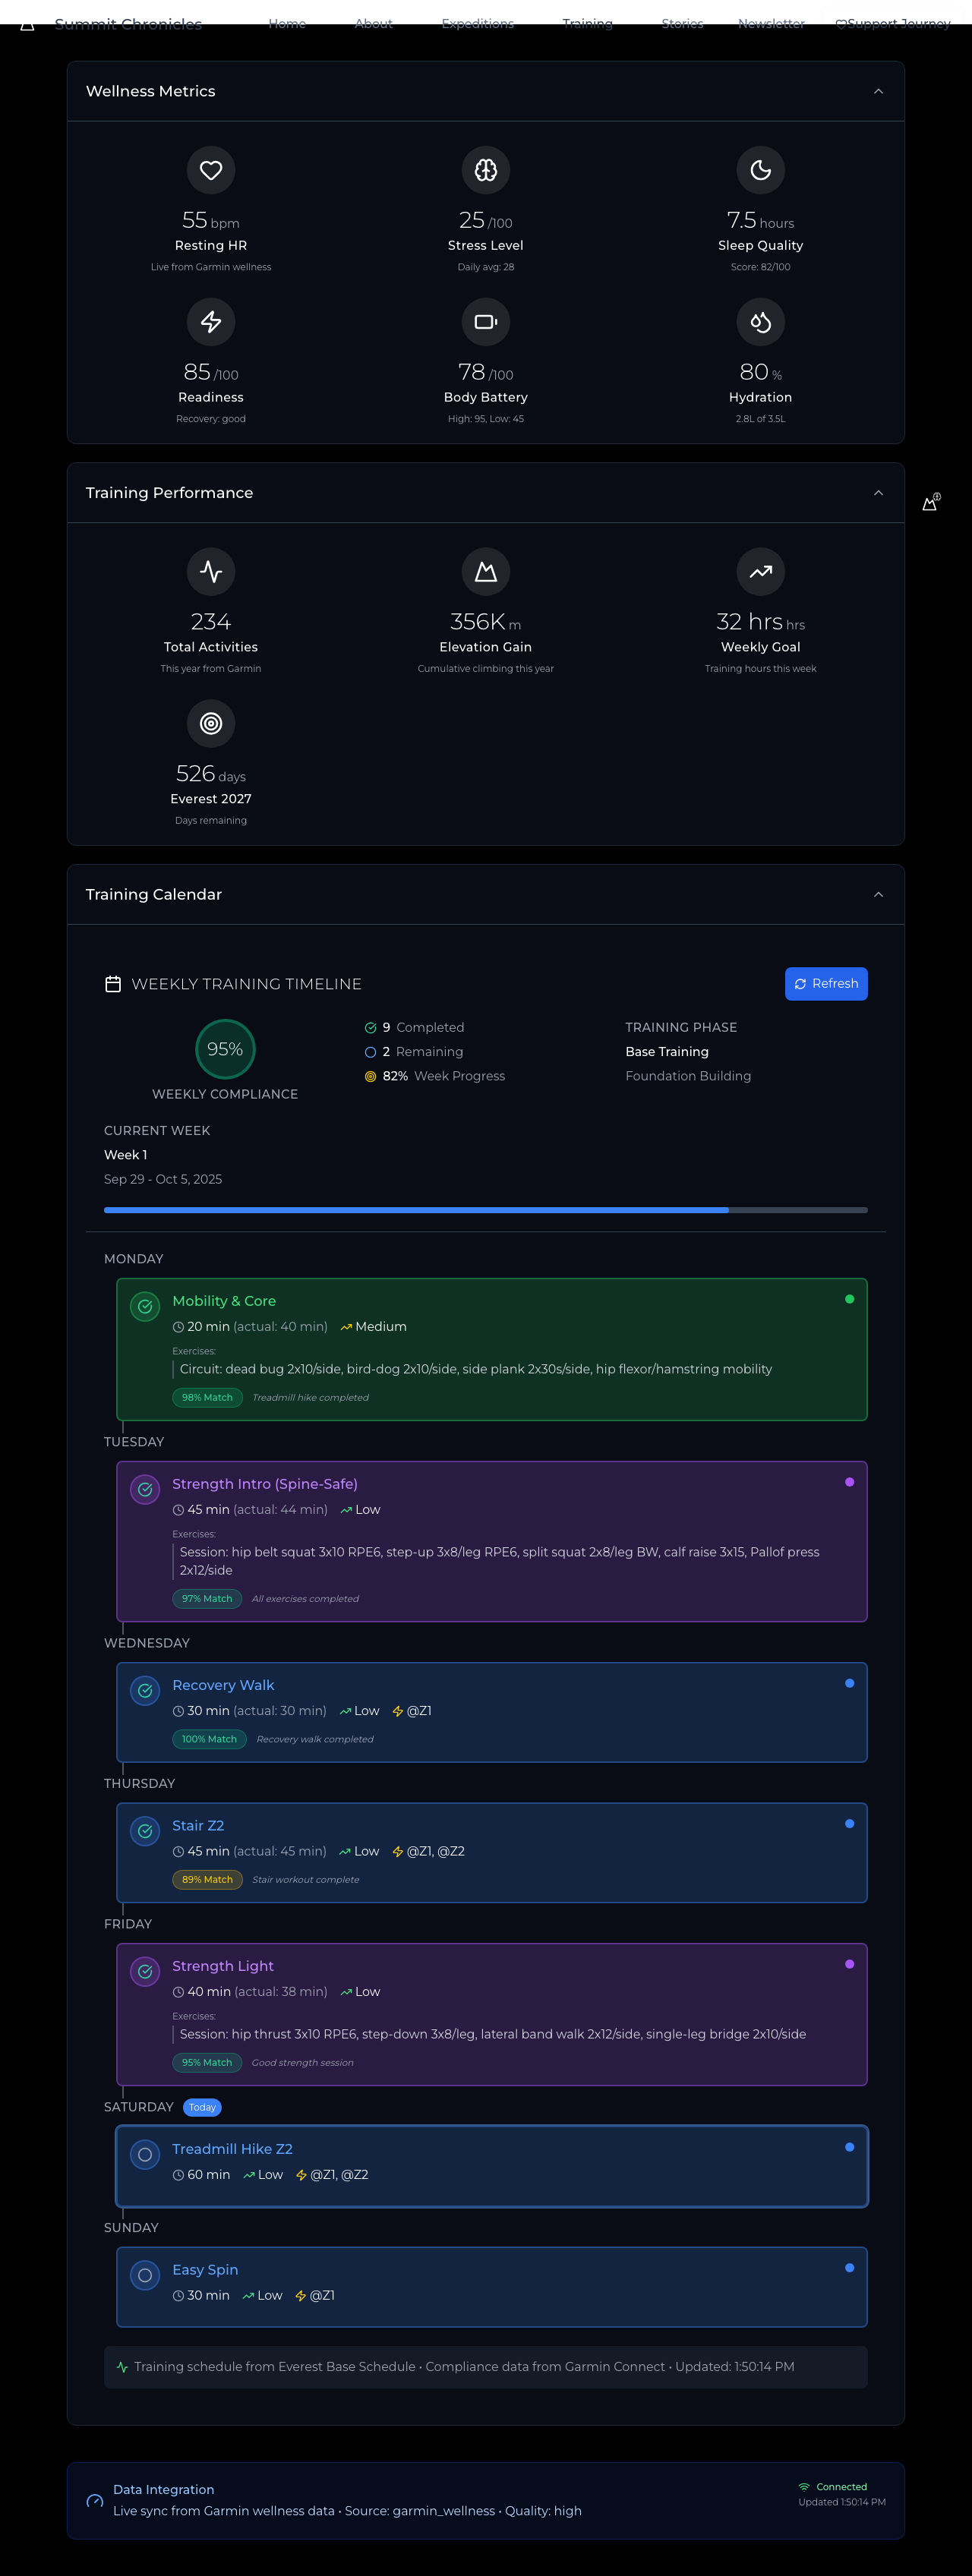 Summit Chronicles Home About Expeditions Training Stories Newsletter Support Journey
Wellness Metrics
55 bpm
Resting HR
Live from Garmin wellness
25 /100
Stress Level
Daily avg: 28
7.5 hours
Sleep Quality
Score: 82/100
85 /100
Readiness
Recovery: good
78 /100
Body Battery
High: 95, Low: 45
80 %
Hydration
2.8L of 3.5L
Training Performance
234
Total Activities
This year from Garmin
356K m
Elevation Gain
Cumulative climbing this year
32 hrs hrs
Weekly Goal
Training hours this week
526 days
Everest 2027
Days remaining
Training Calendar
WEEKLY TRAINING TIMELINE
Refresh
95%
WEEKLY COMPLIANCE
9 Completed
2 Remaining
82% Week Progress
TRAINING PHASE
Base Training
Foundation Building
CURRENT WEEK
Week 1
Sep 29 - Oct 5, 2025
MONDAY
Mobility & Core
20 min (actual: 40 min) Medium
Exercises:
Circuit: dead bug 2x10/side, bird-dog 2x10/side, side plank 2x30s/side, hip flexor/hamstring mobility
98% Match Treadmill hike completed
TUESDAY
Strength Intro (Spine-Safe)
45 min (actual: 44 min) Low
Exercises:
Session: hip belt squat 3x10 RPE6, step-up 3x8/leg RPE6, split squat 2x8/leg BW, calf raise 3x15, Pallof press
2x12/side
97% Match All exercises completed
WEDNESDAY
Recovery Walk
30 min (actual: 30 min) Low @Z1
100% Match Recovery walk completed
THURSDAY
Stair Z2
45 min (actual: 45 min) Low @Z1, @Z2
89% Match Stair workout complete
FRIDAY
Strength Light
40 min (actual: 38 min) Low
Exercises:
Session: hip thrust 3x10 RPE6, step-down 3x8/leg, lateral band walk 2x12/side, single-leg bridge 2x10/side
95% Match Good strength session
SATURDAY Today
Treadmill Hike Z2
60 min Low @Z1, @Z2
SUNDAY
Easy Spin
30 min Low @Z1
Training schedule from Everest Base Schedule • Compliance data from Garmin Connect • Updated: 1:50:14 PM
Data Integration
Live sync from Garmin wellness data • Source: garmin_wellness • Quality: high
Connected
Updated 1:50:14 PM